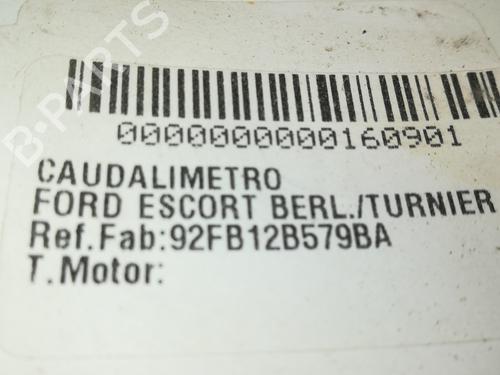 0000000000160901
CAUDALIMETRO
FORD ESCORT BERL./TURNIER
Ref.Fab:92FB12B579BA
T.Motor:
B-PARTS